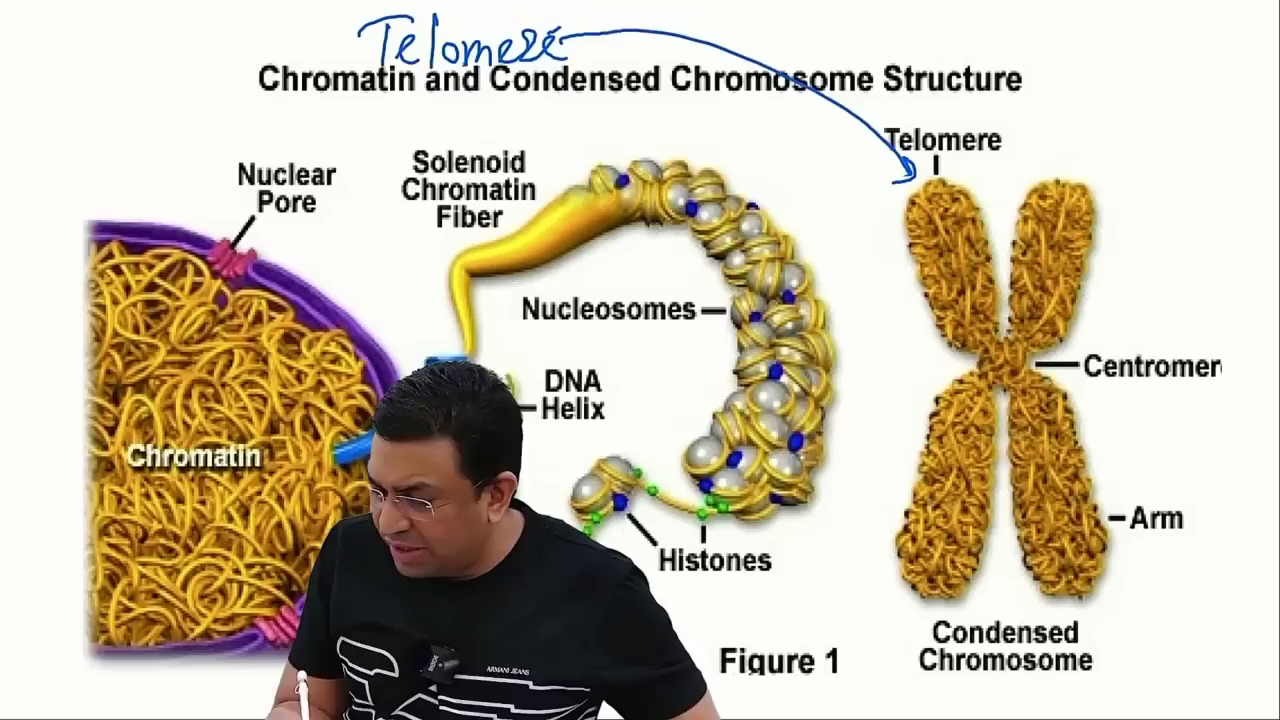 Telomere
Chromatin and Condensed Chromosome Structure
Telomere
Nuclear
Pore
Solenoid
Chromatin
Fiber
Nucleosomes
Centromer
DNA
Helix
Chromatin
Arm
Histones
Condensed
Chromosome
Figure 1
ARMANI JEANS